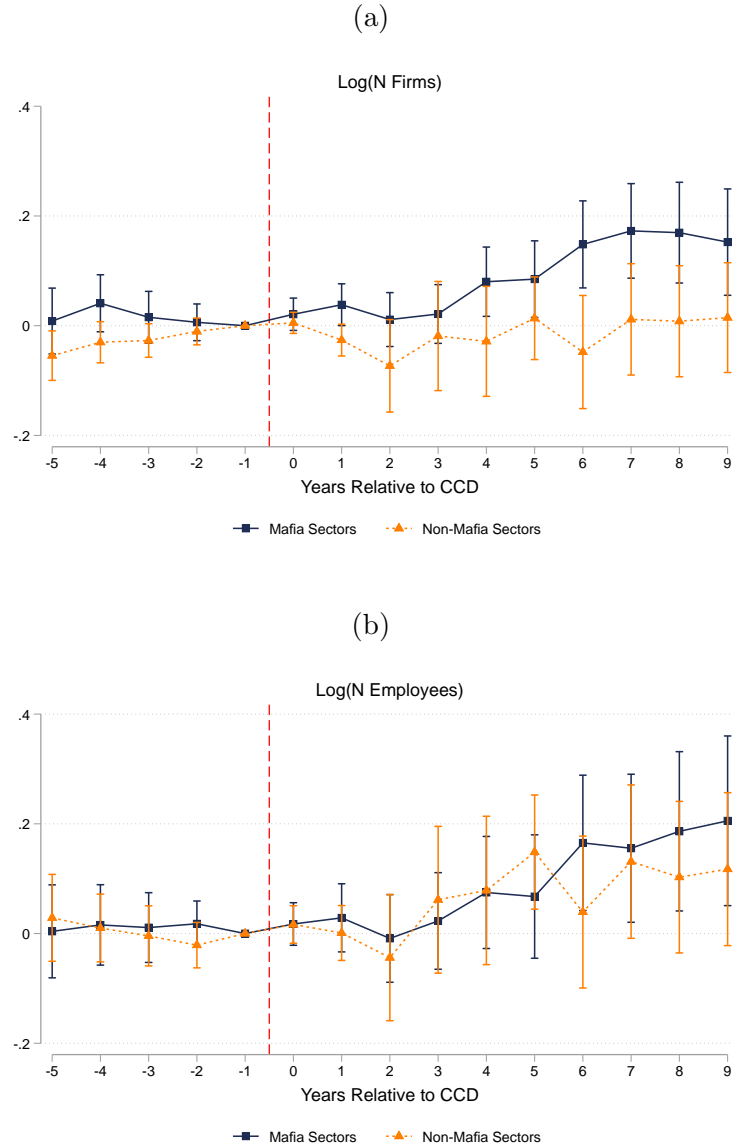 (a)
Log(N Firms)
.4
.2
0
-.2
-5 -4 -3 -2 -1 0 1 2 3 4 5 6 7 8 9
Years Relative to CCD
Mafia Sectors Non-Mafia Sectors
(b)
Log(N Employees)
.4
.2
0
-.2
-5 -4 -3 -2 -1 0 1 2 3 4 5 6 7 8 9
Years Relative to CCD
Mafia Sectors Non-Mafia Sectors